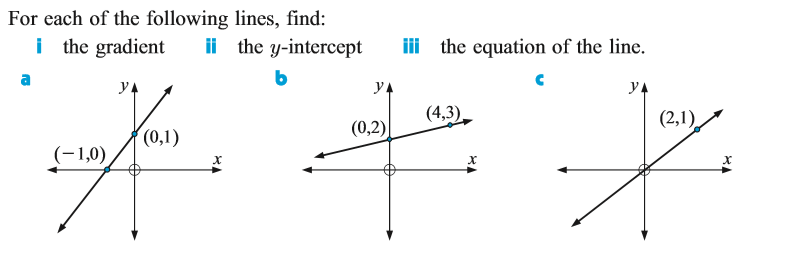 For each of the following lines, find:
i the gradient ii the y-intercept iii the equation of the line.
a b c
y y y
(4,3) (2,1)
(0,1) (0,2)
(−1,0) x x x